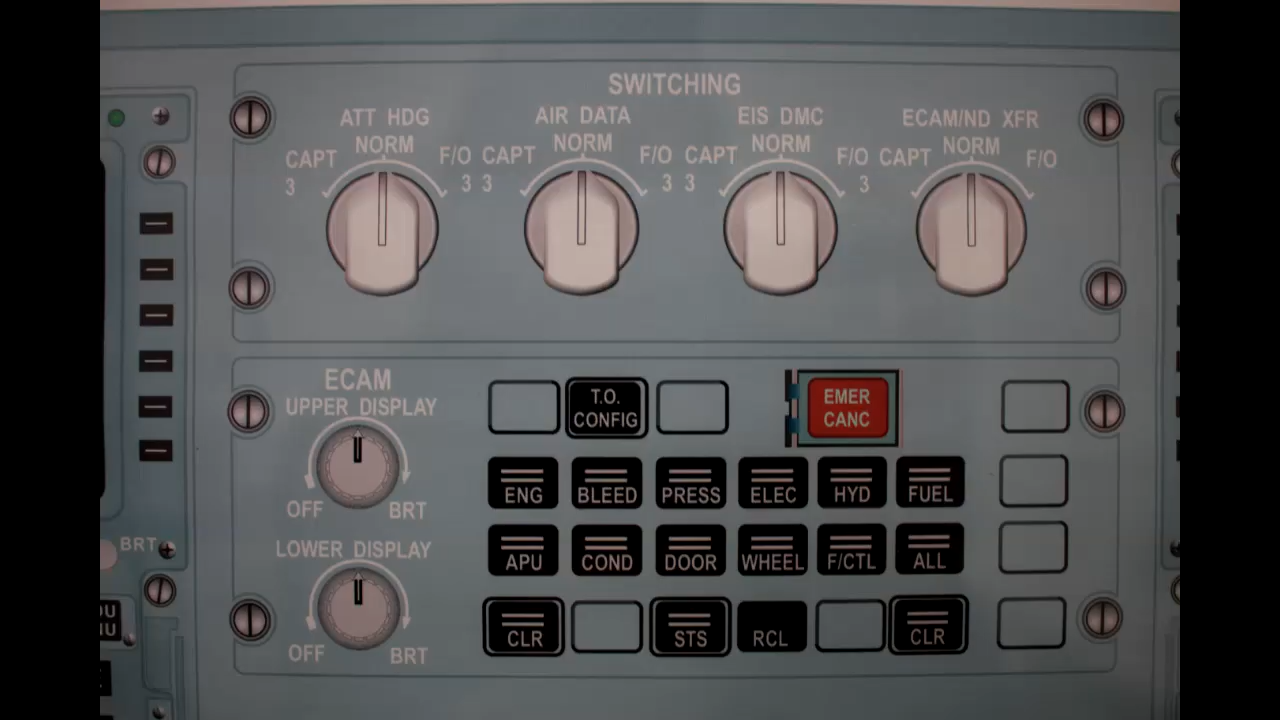 SWITCHING
ATT HDG AIR DATA EIS DMC ECAM/ND XFR
NORM NORM NORM NORM
CAPT F/O CAPT F/O CAPT F/O CAPT F/O
3 3 3 3 3 3
ECAM
UPPER DISPLAY
OFF BRT
LOWER DISPLAY
OFF BRT
T.O.
CONFIG
EMER
CANC
ENG BLEED PRESS ELEC HYD FUEL
APU COND DOOR WHEEL F/CTL ALL
CLR STS RCL CLR
BRT